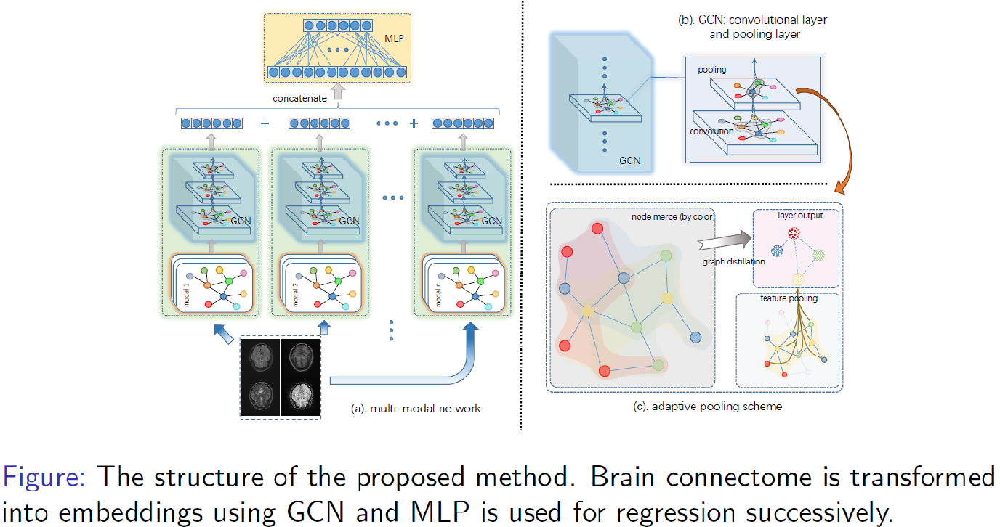 MLP
concatenate
+
+
GCN
GCN
GCN
mocal 1
mocal 2
mocal r
(a). multi-modal network
(b). GCN: convolutional layer
and pooling layer
pooling
convolution
GCN
node merge (by color)
layer output
graph distillation
feature pooling
(c). adaptive pooling scheme
Figure: The structure of the proposed method. Brain connectome is transformed
into embeddings using GCN and MLP is used for regression successively.